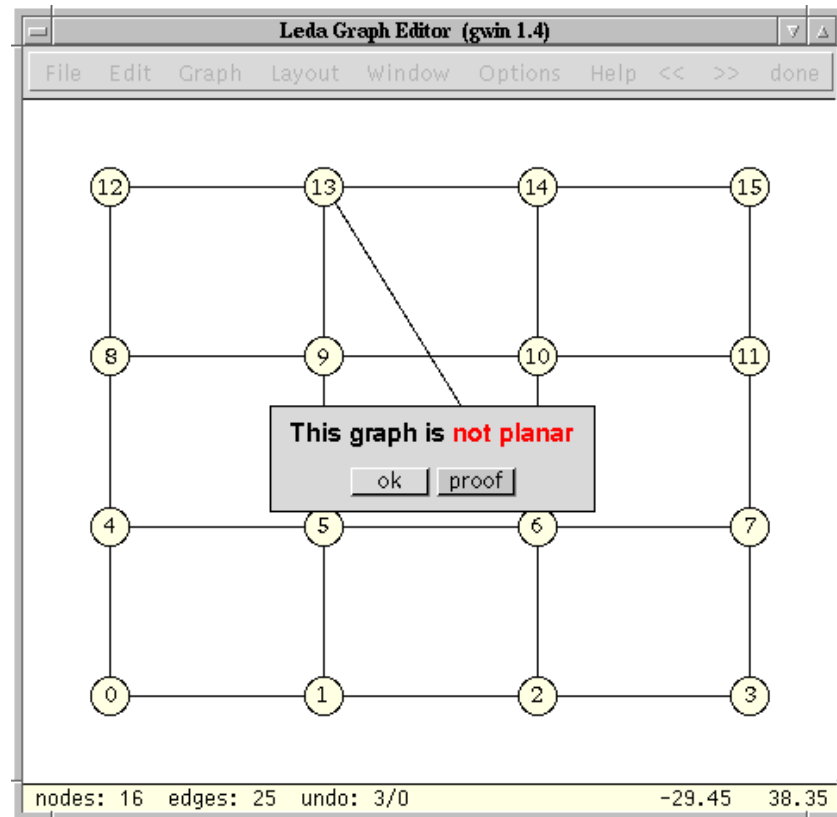 Leda Graph Editor (gwin 1.4)
File Edit Graph Layout Window Options Help << >> done
12 13 14 15
8 9 10 11
This graph is not planar
ok proof
4 5 6 7
0 1 2 3
nodes: 16 edges: 25 undo: 3/0 -29.45 38.35